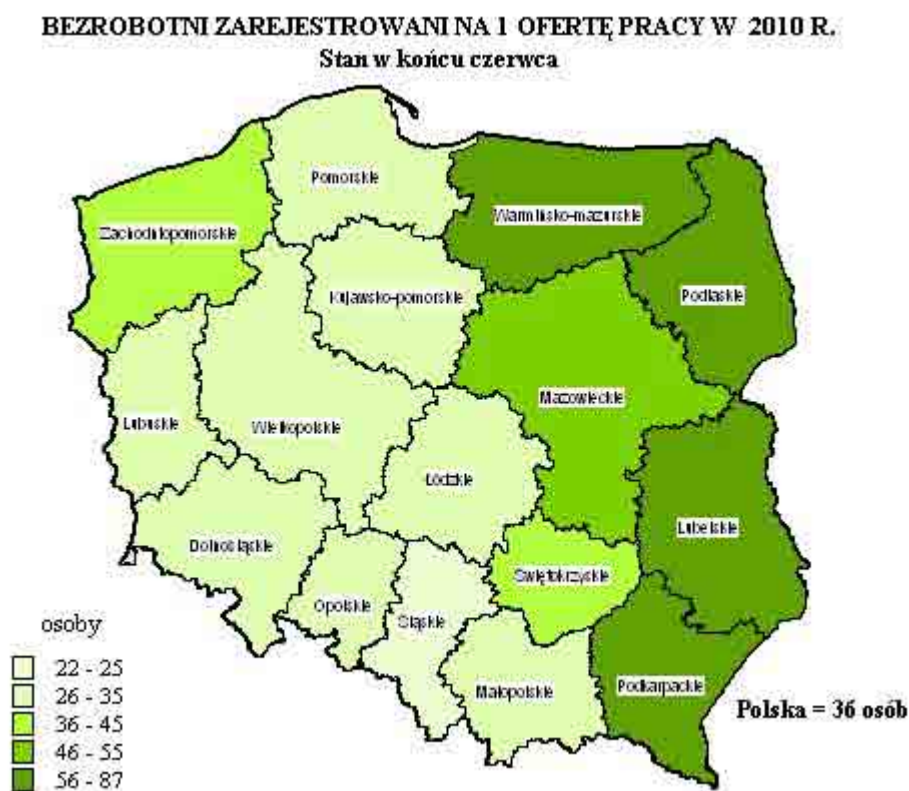 BEZROBOTNI ZAREJESTROWANI NA 1 OFERTĘ PRACY W 2010 R.
Stan w końcu czerwca
Pomorskie
Warmińsko-mazurskie
Zachodniopomorskie
Podlaskie
Kujawsko-pomorskie
Mazowieckie
Lubuskie
Wielkopolskie
Łódzkie
Lubelskie
Dolnośląskie
Świętokrzyskie
Opolskie
Śląskie
Małopolskie
Podkarpackie
osoby
22 - 25
26 - 35
36 - 45
46 - 55
56 - 87
Polska = 36 osób